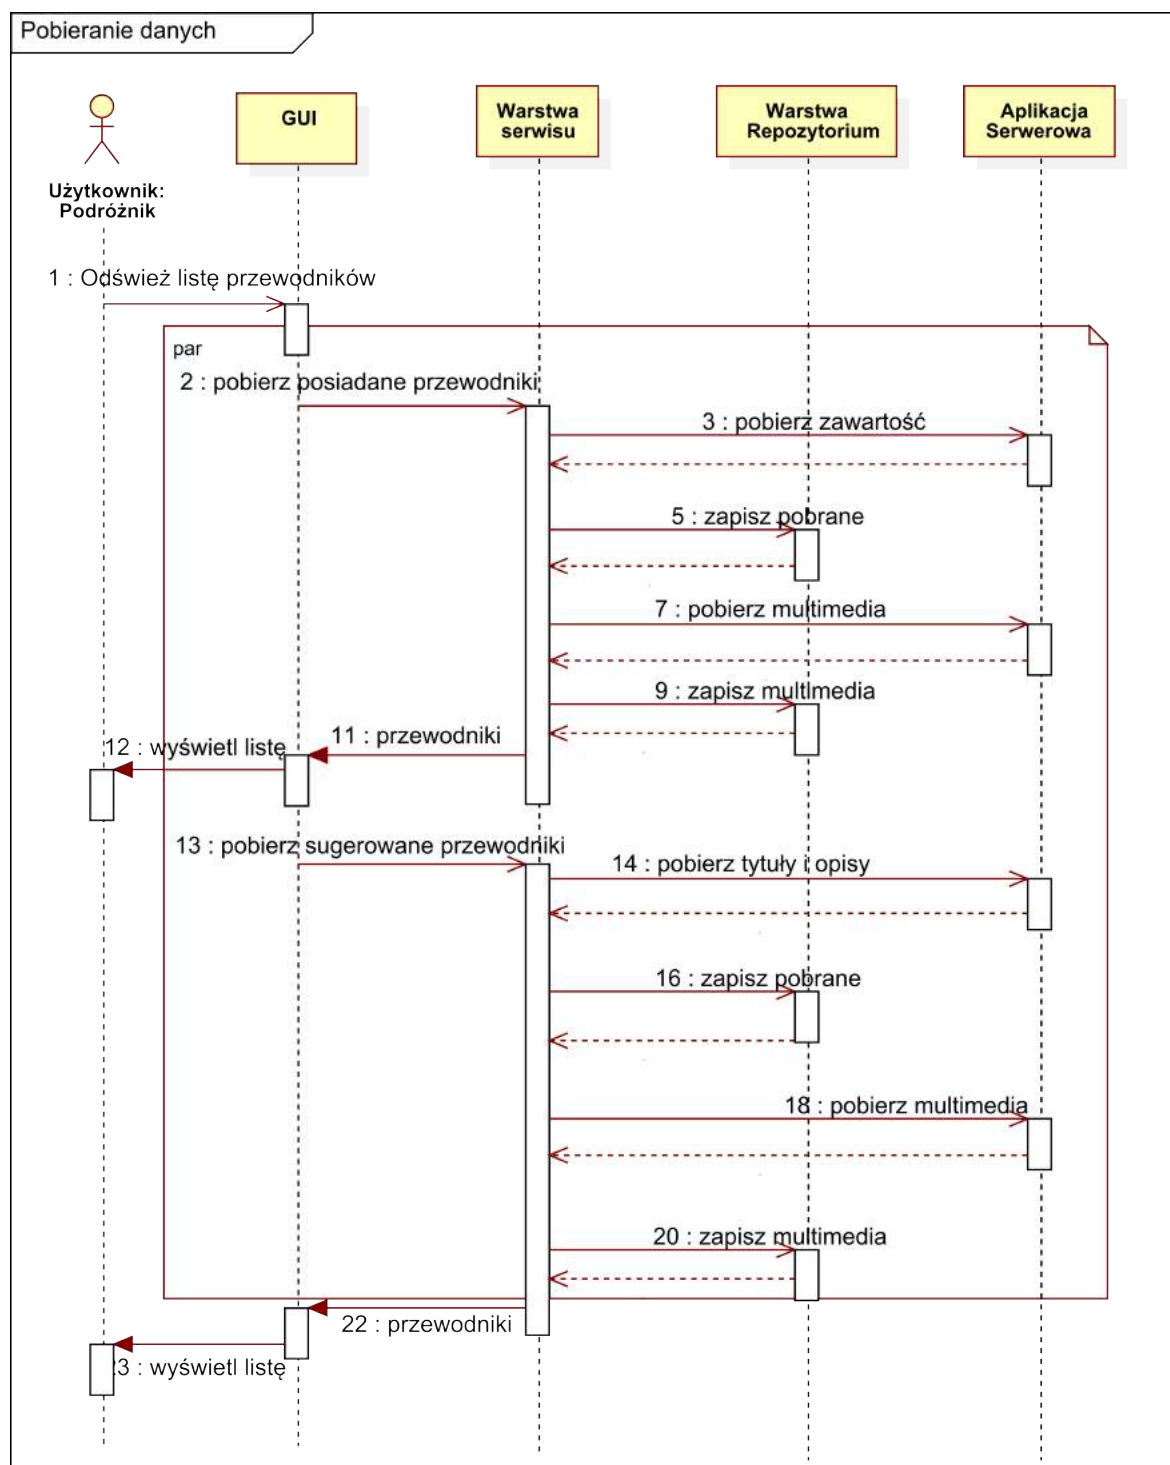 Pobieranie danych
GUI
Warstwa
serwisu
Warstwa
Repozytorium
Aplikacja
Serwerowa
Użytkownik:
Podróżnik
1 : Odśwież listę przewodników
par
2 : pobierz posiadane przewodniki
3 : pobierz zawartość
5 : zapisz pobrane
7 : pobierz multimedia
9 : zapisz multimedia
11 : przewodniki
12 : wyświetl listę
13 : pobierz sugerowane przewodniki
14 : pobierz tytuły i opisy
16 : zapisz pobrane
18 : pobierz multimedia
20 : zapisz multimedia
22 : przewodniki
23 : wyświetl listę